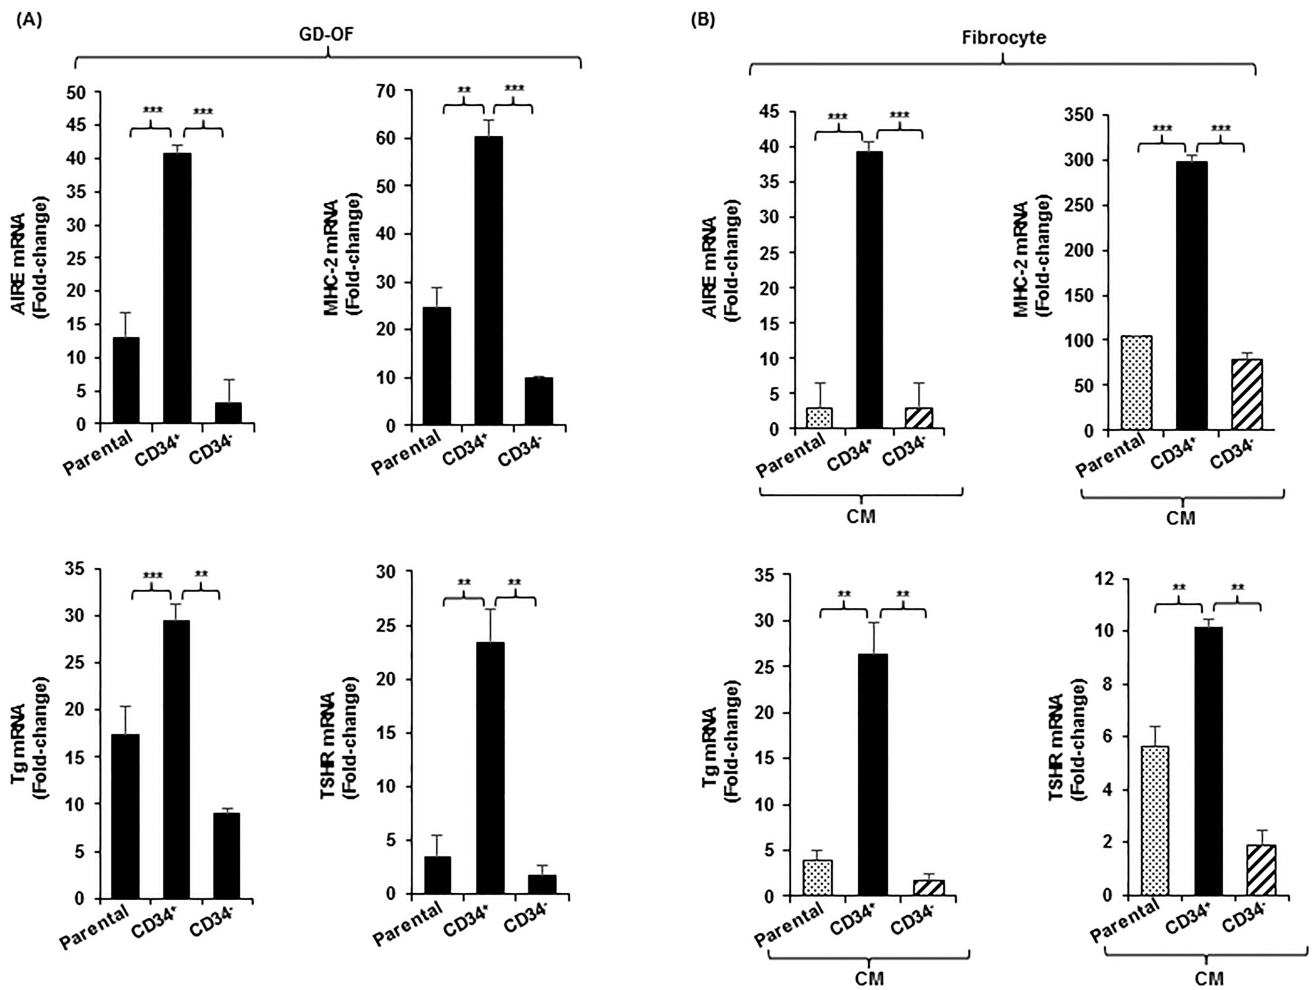 (A)
GD-OF
AIRE mRNA
(Fold-change)
50
45
40
35
30
25
20
15
10
5
0
***
***
Parental
CD34+
CD34-
MHC-2 mRNA
(Fold-change)
70
60
50
40
30
20
10
0
**
***
Parental
CD34+
CD34-
Tg mRNA
(Fold-change)
35
30
25
20
15
10
5
0
***
**
Parental
CD34+
CD34-
TSHR mRNA
(Fold-change)
30
25
20
15
10
5
0
**
**
Parental
CD34+
CD34-
(B)
Fibrocyte
AIRE mRNA
(Fold-change)
45
40
35
30
25
20
15
10
5
0
***
***
Parental
CD34+
CD34-
CM
MHC-2 mRNA
(Fold-change)
350
300
250
200
150
100
50
0
***
***
Parental
CD34+
CD34-
CM
Tg mRNA
(Fold-change)
35
30
25
20
15
10
5
0
**
**
Parental
CD34+
CD34-
CM
TSHR mRNA
(Fold-change)
12
10
8
6
4
2
0
**
**
Parental
CD34+
CD34-
CM